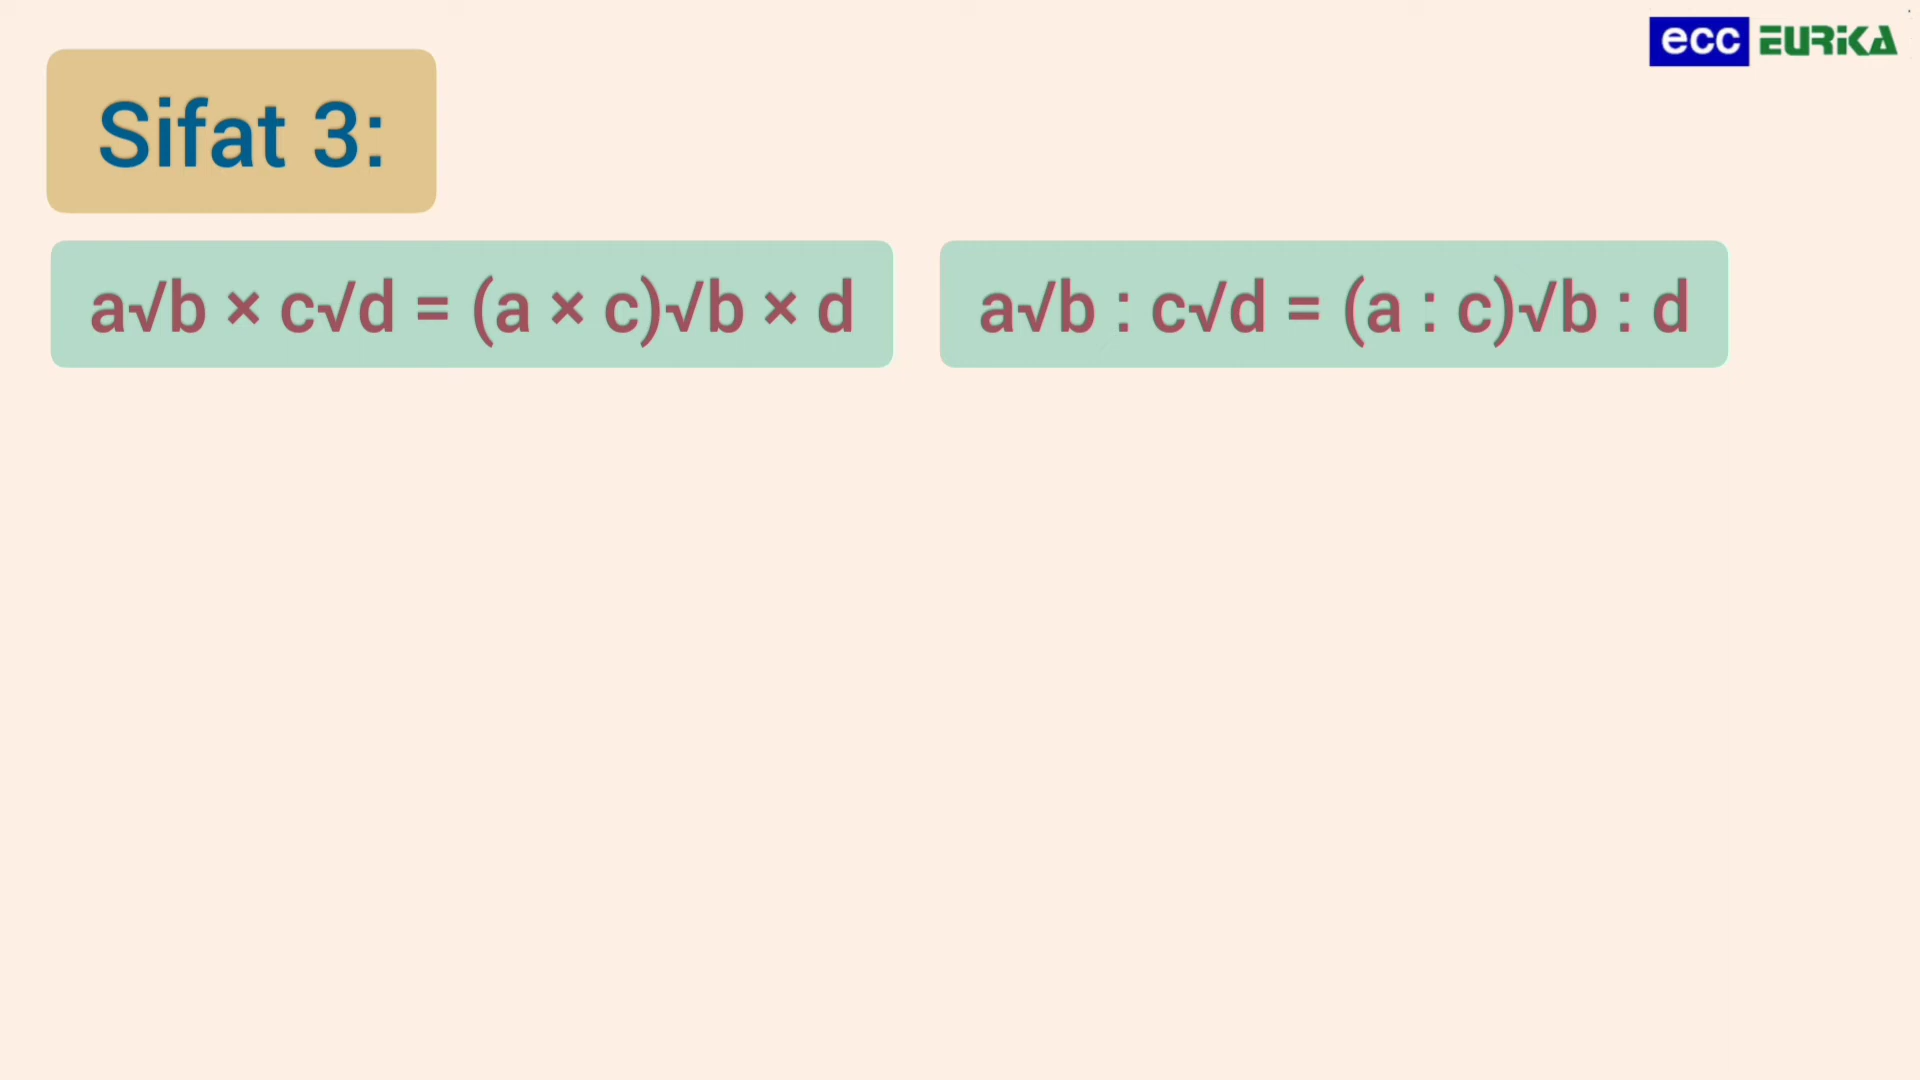 ecc EURiKA
Sifat 3:
a√b × c√d = (a × c)√b × d
a√b : c√d = (a : c)√b : d